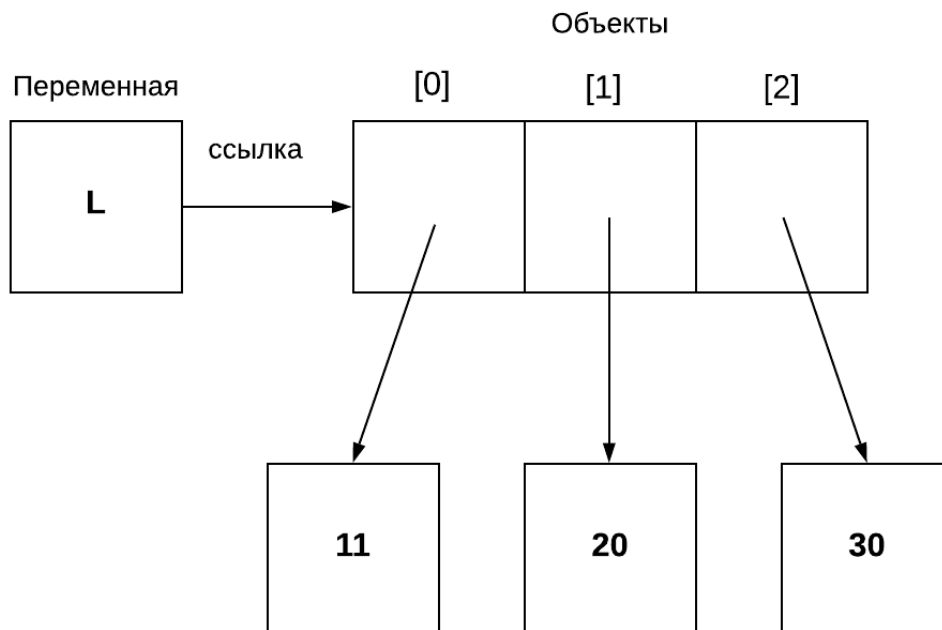 Объекты
Переменная
[0] [1] [2]
L
ссылка
11 20 30